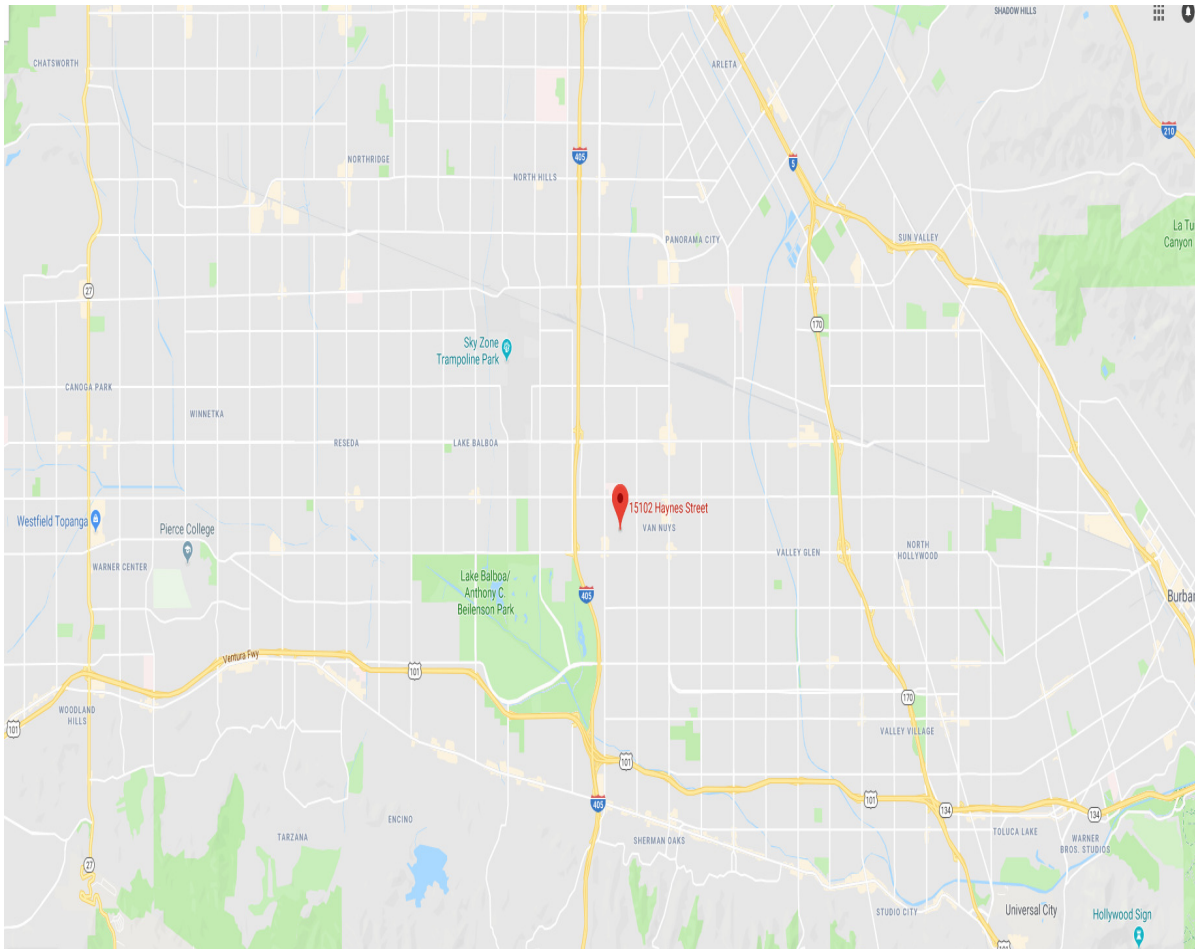 SHADOW HILLS
CHATSWORTH
ARLETA
210
405
5
NORTHRIDGE
NORTH HILLS
La Tu
Canyon
PANORAMA CITY
SUN VALLEY
27
170
Sky Zone
Trampoline Park
CANOGA PARK
WINNETKA
RESEDA
LAKE BALBOA
15102 Haynes Street
Westfield Topanga
Pierce College
VAN NUYS
NORTH
HOLLYWOOD
VALLEY GLEN
WARNER CENTER
Lake Balboa/
Anthony C.
Beilenson Park
405
Burbar
Ventura Fwy
101
170
WOODLAND
HILLS
101
VALLEY VILLAGE
101
101
405
134
134
TOLUCA LAKE
WARNER
BROS. STUDIOS
TARZANA
ENCINO
SHERMAN OAKS
27
STUDIO CITY
Universal City
Hollywood Sign
101